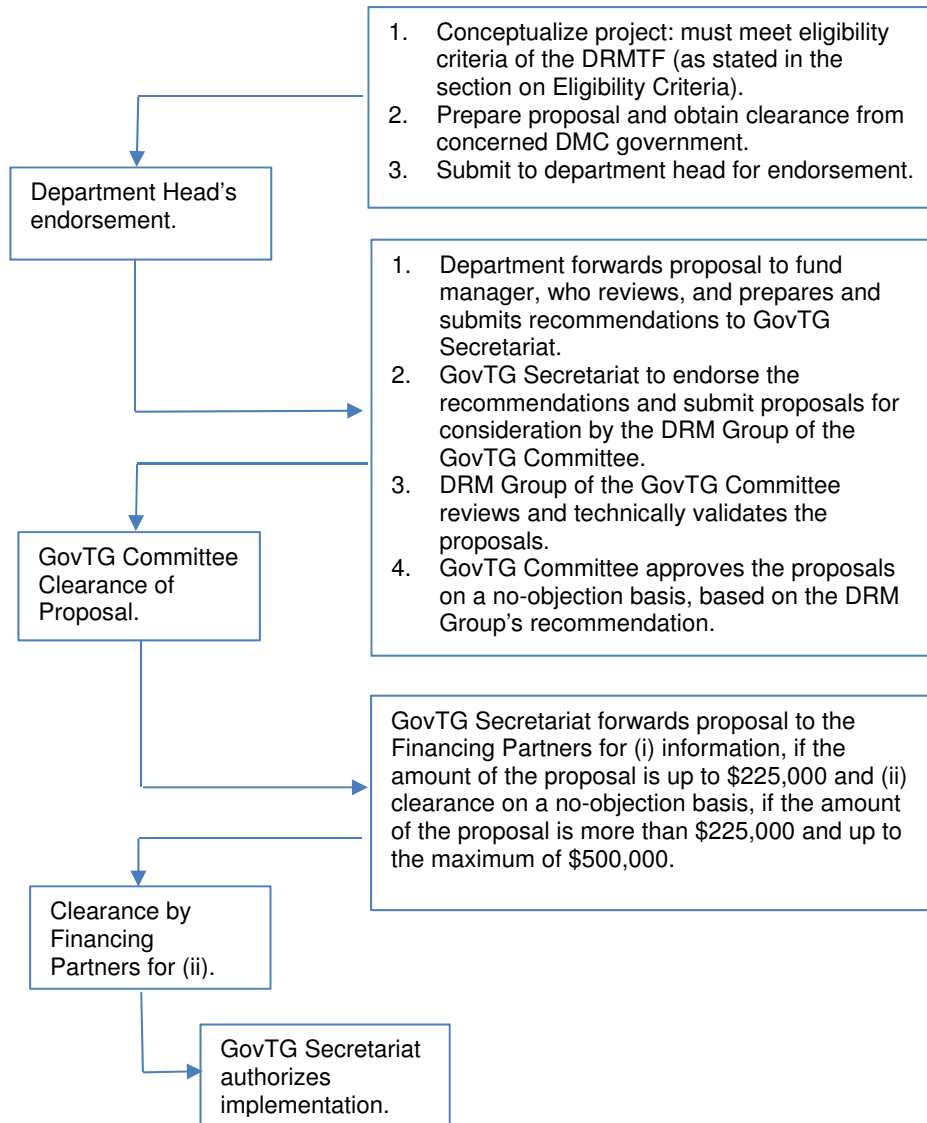 1. Conceptualize project: must meet eligibility
criteria of the DRMTF (as stated in the
section on Eligibility Criteria).
2. Prepare proposal and obtain clearance from
concerned DMC government.
3. Submit to department head for endorsement.
Department Head's
endorsement.
1. Department forwards proposal to fund
manager, who reviews, and prepares and
submits recommendations to GovTG
Secretariat.
2. GovTG Secretariat to endorse the
recommendations and submit proposals for
consideration by the DRM Group of the
GovTG Committee.
3. DRM Group of the GovTG Committee
reviews and technically validates the
proposals.
4. GovTG Committee approves the proposals
on a no-objection basis, based on the DRM
Group's recommendation.
GovTG Committee
Clearance of
Proposal.
GovTG Secretariat forwards proposal to the
Financing Partners for (i) information, if the
amount of the proposal is up to $225,000 and (ii)
clearance on a no-objection basis, if the amount
of the proposal is more than $225,000 and up to
the maximum of $500,000.
Clearance by
Financing
Partners for (ii).
GovTG Secretariat
authorizes
implementation.